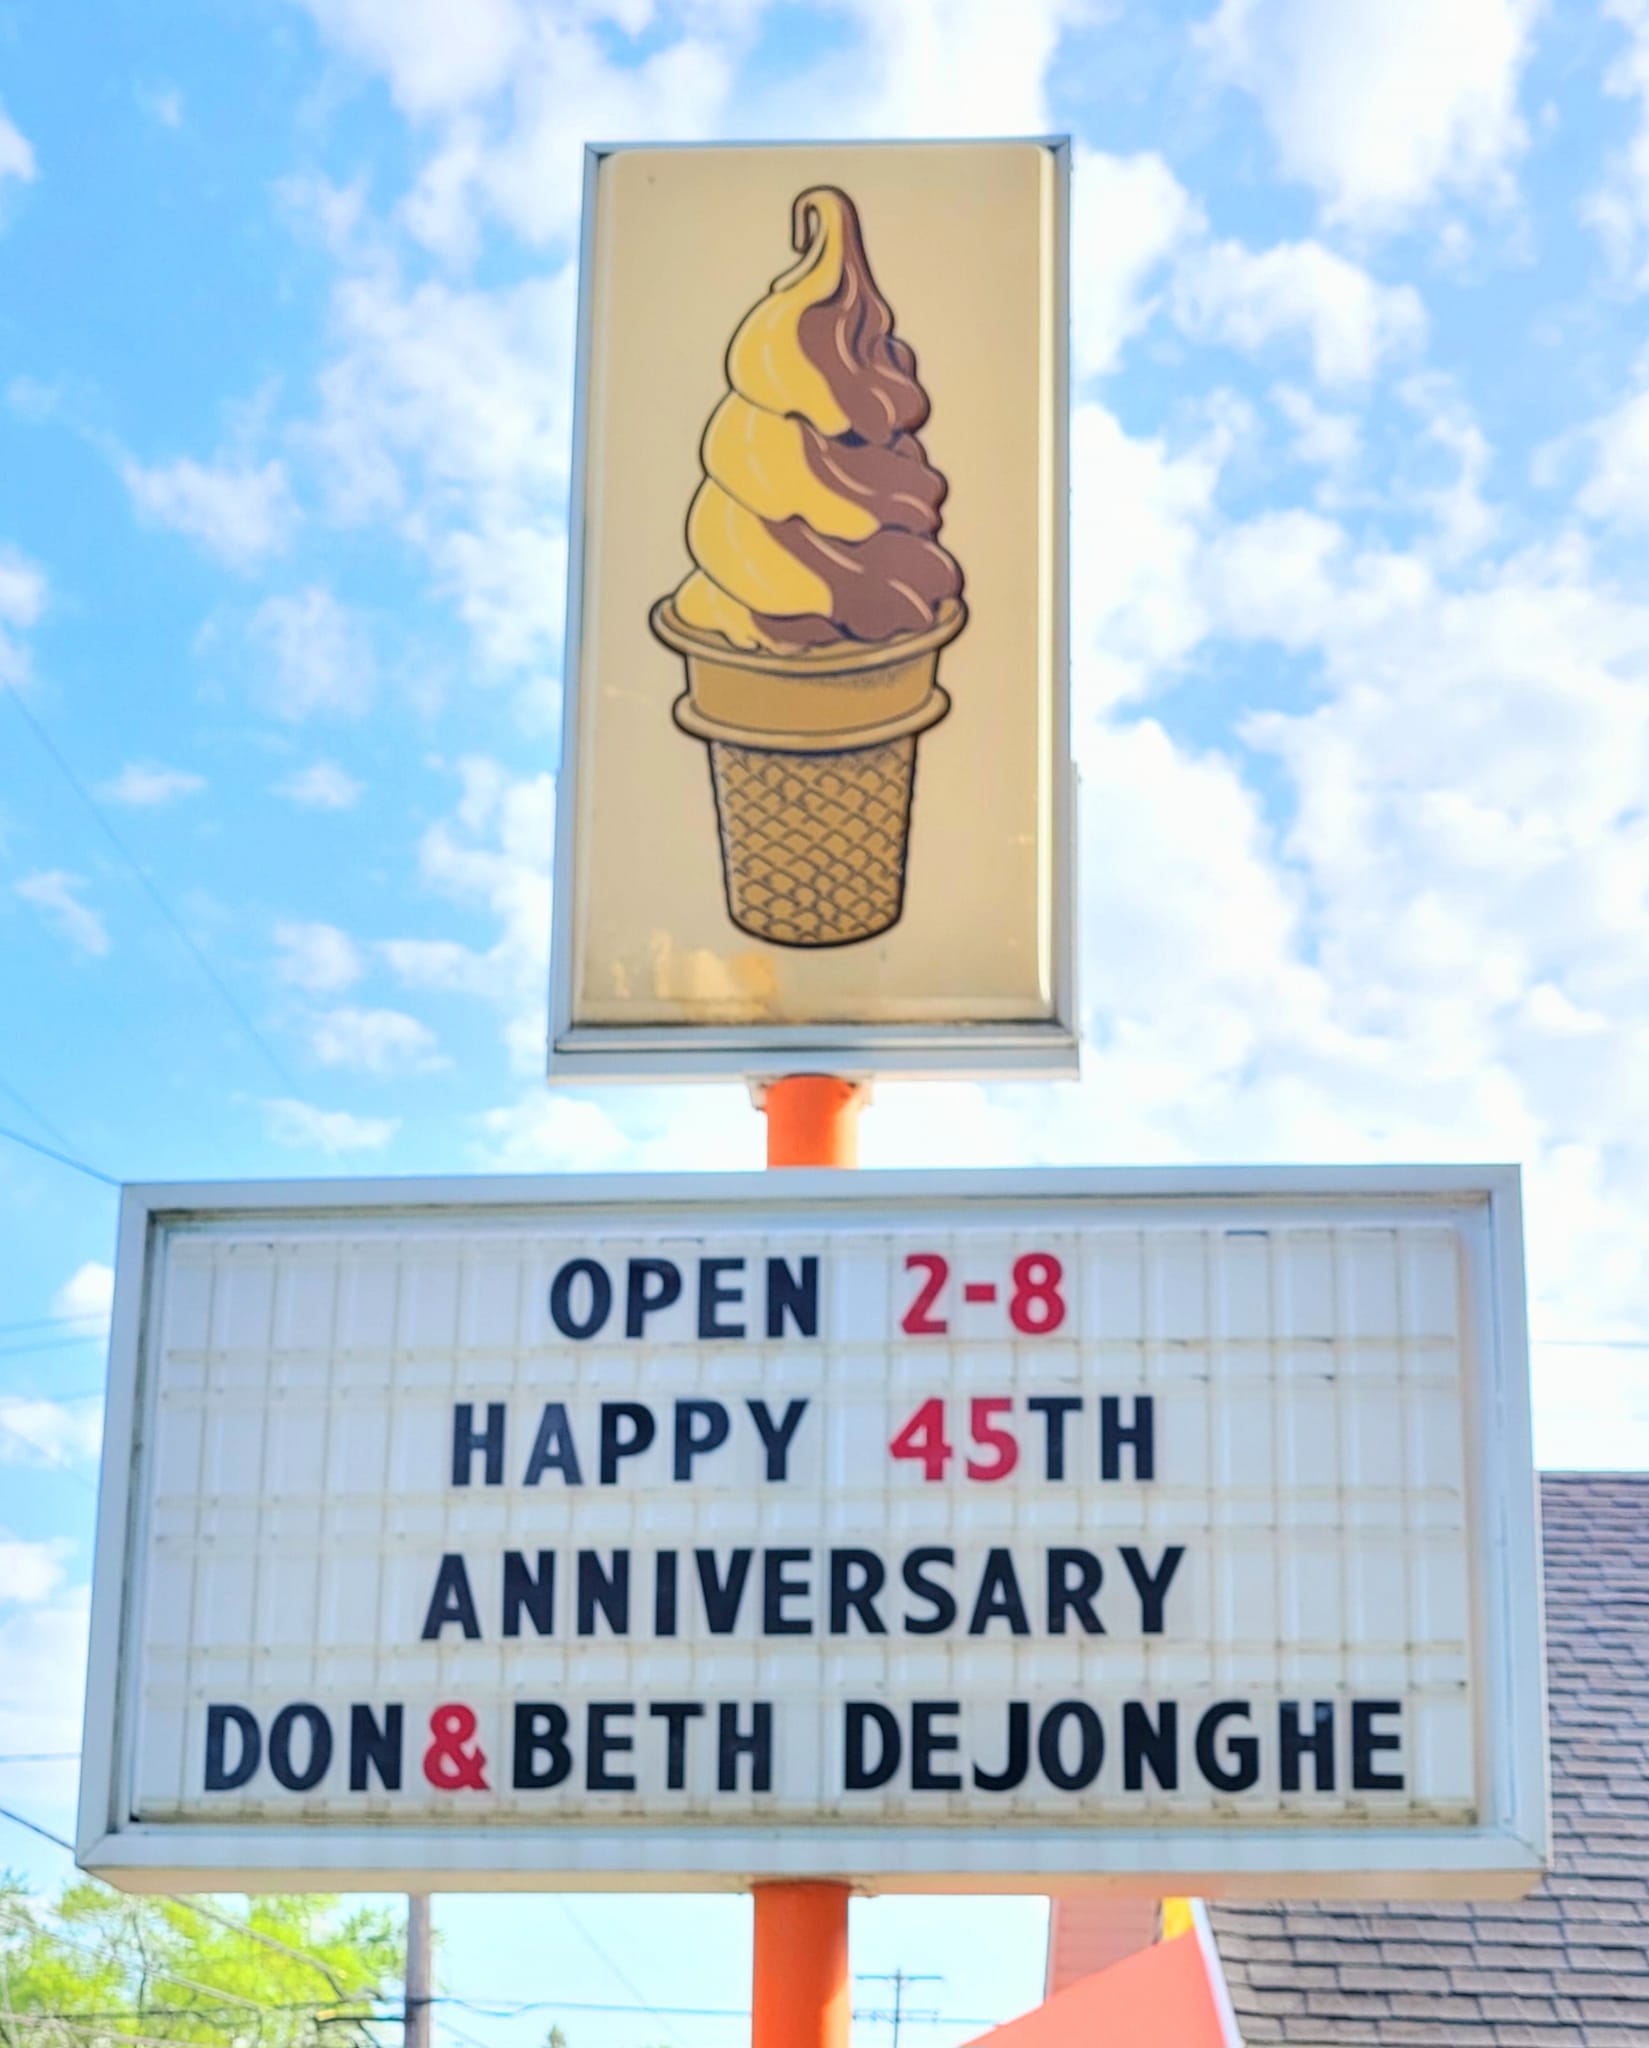 OPEN 2-8
HAPPY 45TH
ANNIVERSARY
DON&BETH DEJONGHE